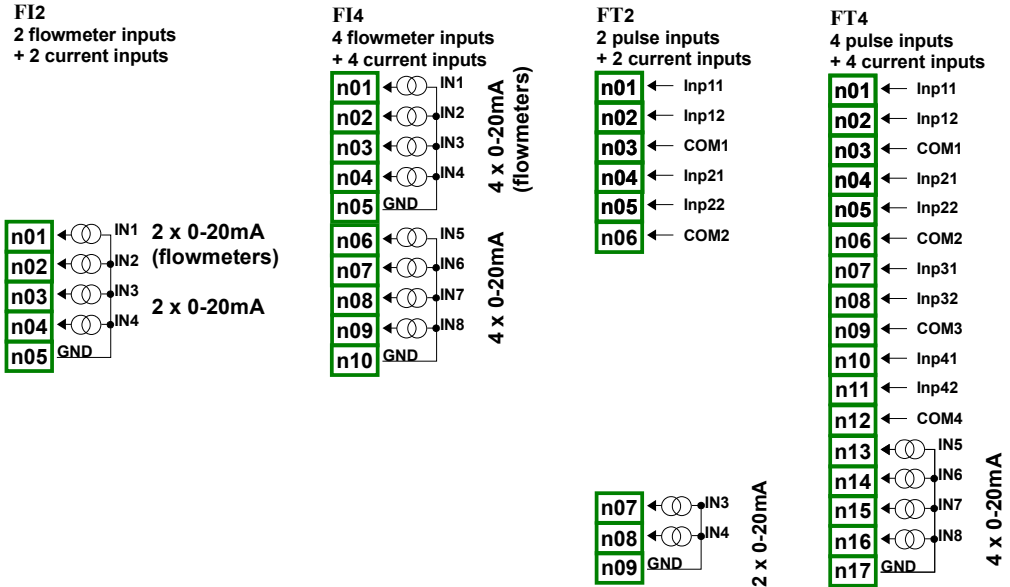 FI2
2 flowmeter inputs
+ 2 current inputs
n01 IN1
n02 IN2
n03 IN3
n04 IN4
n05 GND
2 x 0-20mA
(flowmeters)
2 x 0-20mA
FI4
4 flowmeter inputs
+ 4 current inputs
n01 IN1
n02 IN2
n03 IN3
n04 IN4
n05 GND
4 x 0-20mA
(flowmeters)
n06 IN5
n07 IN6
n08 IN7
n09 IN8
n10 GND
4 x 0-20mA
FT2
2 pulse inputs
+ 2 current inputs
n01 Inp11
n02 Inp12
n03 COM1
n04 Inp21
n05 Inp22
n06 COM2
n07 IN3
n08 IN4
n09 GND
2 x 0-20mA
FT4
4 pulse inputs
+ 4 current inputs
n01 Inp11
n02 Inp12
n03 COM1
n04 Inp21
n05 Inp22
n06 COM2
n07 Inp31
n08 Inp32
n09 COM3
n10 Inp41
n11 Inp42
n12 COM4
n13 IN5
n14 IN6
n15 IN7
n16 IN8
n17 GND
4 x 0-20mA